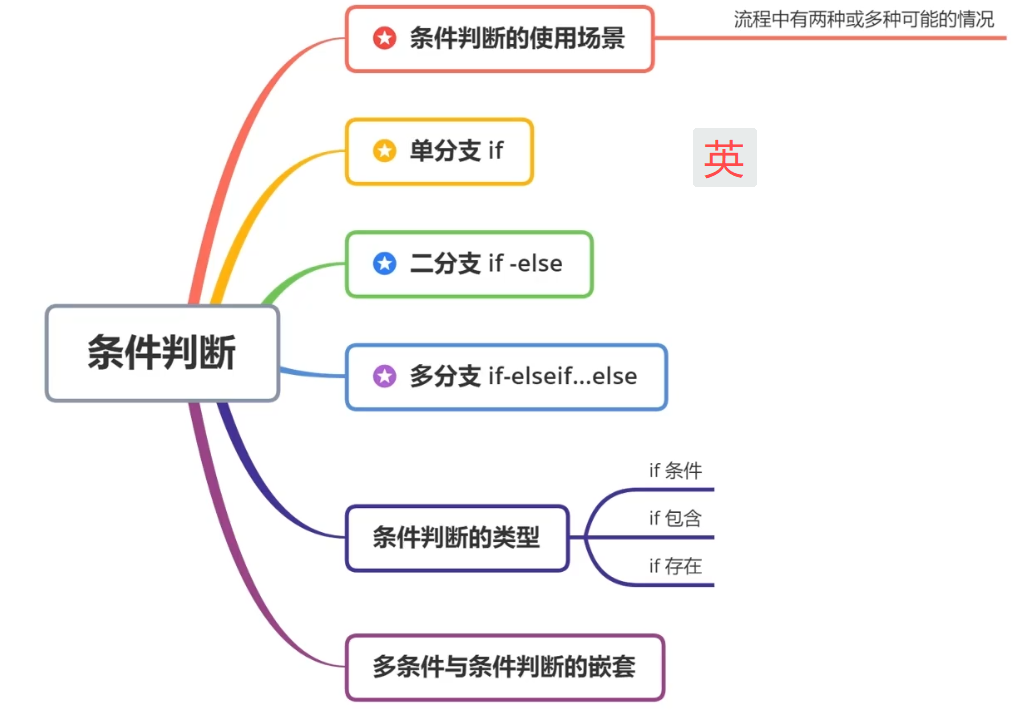 条件判断的使用场景
流程中有两种或多种可能的情况
单分支 if
英
二分支 if -else
条件判断
多分支 if-elseif...else
条件判断的类型
if 条件
if 包含
if 存在
多条件与条件判断的嵌套